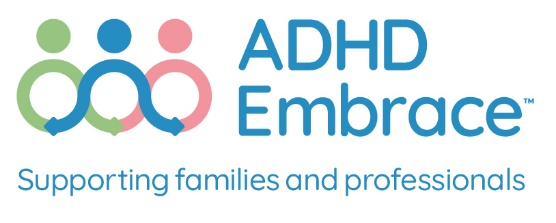 ADHD
Embrace™
Supporting families and professionals